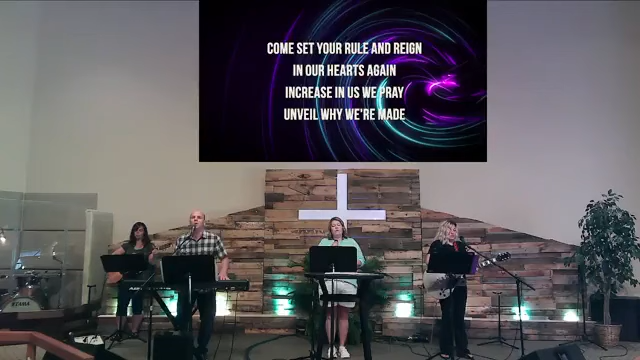 COME SET YOUR RULE AND REIGN
IN OUR HEARTS AGAIN
INCREASE IN US WE PRAY
UNVEIL WHY WE'RE MADE
TAMA